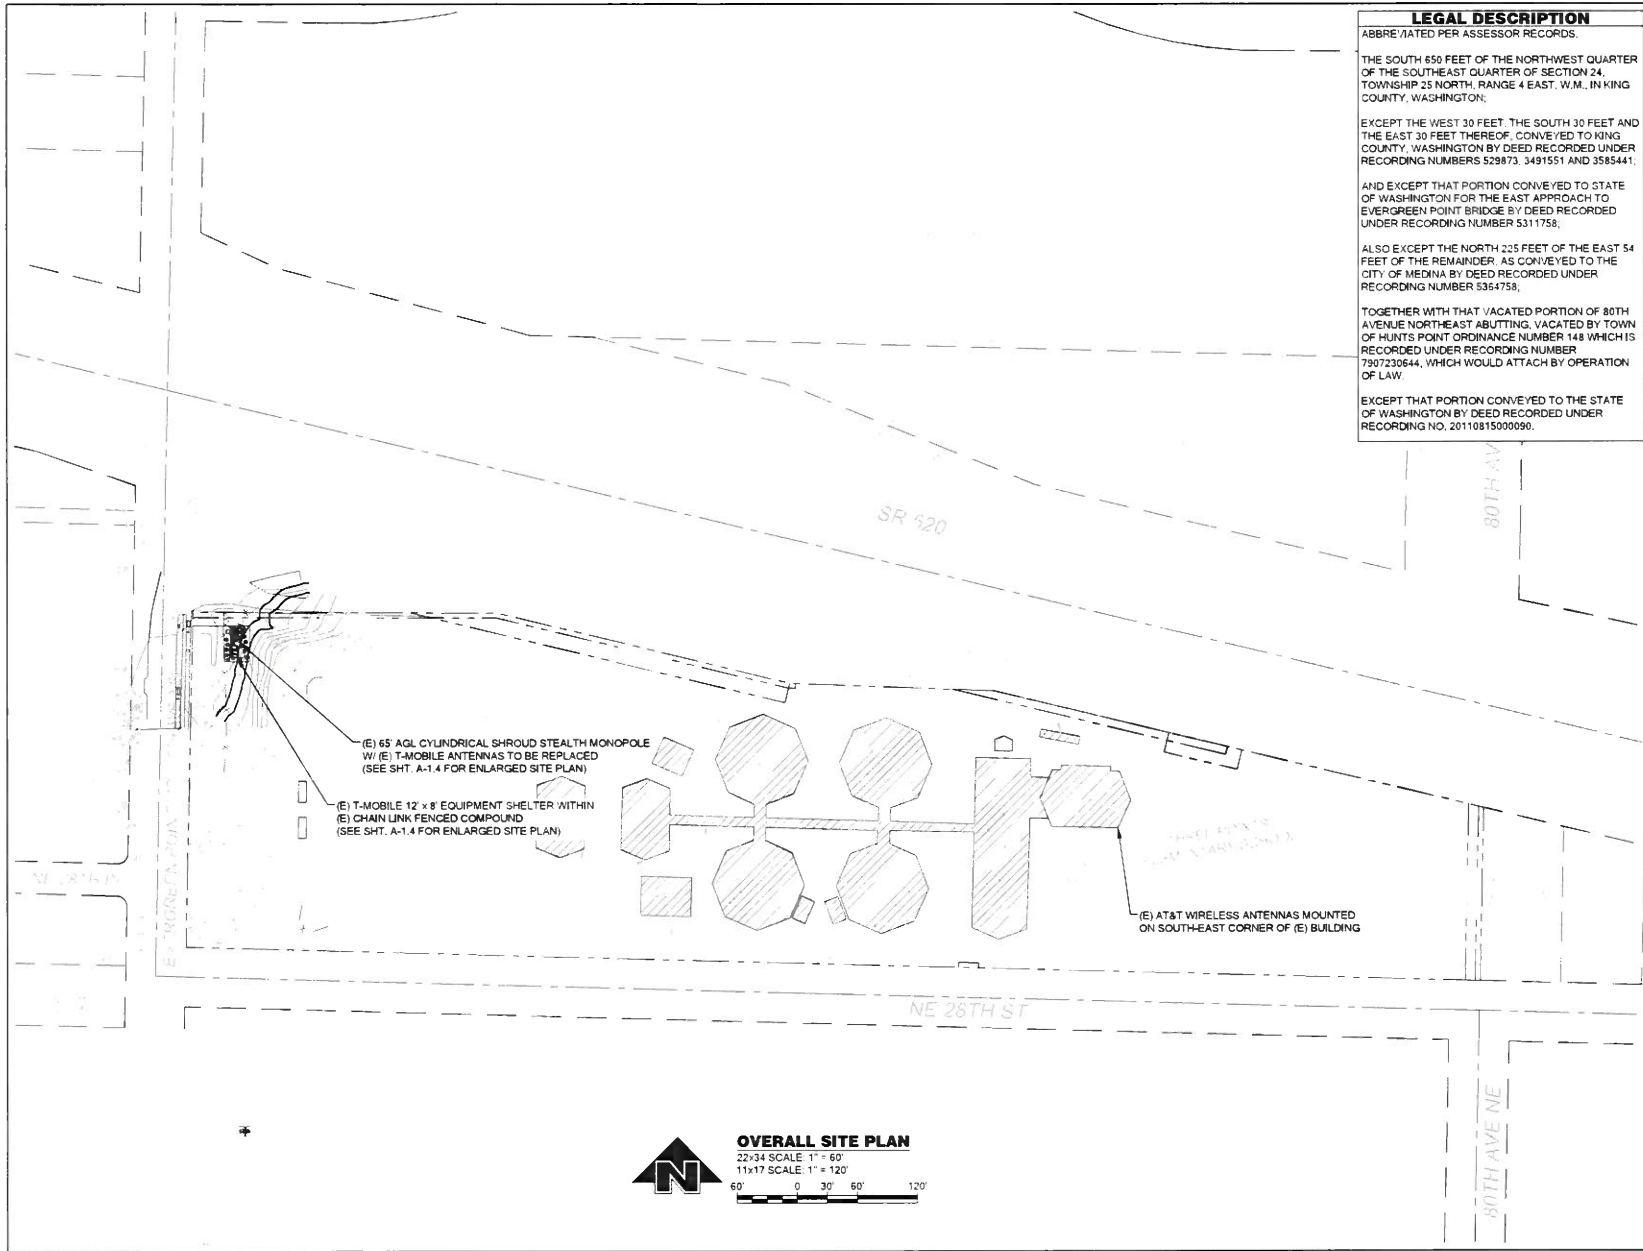 LEGAL DESCRIPTION
ABBREVIATED PER ASSESSOR RECORDS.
THE SOUTH 650 FEET OF THE NORTHWEST QUARTER
OF THE SOUTHEAST QUARTER OF SECTION 24,
TOWNSHIP 25 NORTH, RANGE 4 EAST, W.M., IN KING
COUNTY, WASHINGTON;
EXCEPT THE WEST 30 FEET, THE SOUTH 30 FEET AND
THE EAST 30 FEET THEREOF, CONVEYED TO KING
COUNTY, WASHINGTON BY DEED RECORDED UNDER
RECORDING NUMBERS 529873, 3491551 AND 3585441;
AND EXCEPT THAT PORTION CONVEYED TO STATE
OF WASHINGTON FOR THE EAST APPROACH TO
EVERGREEN POINT BRIDGE BY DEED RECORDED
UNDER RECORDING NUMBER 5311758;
ALSO EXCEPT THE NORTH 225 FEET OF THE EAST 54
FEET OF THE REMAINDER, AS CONVEYED TO THE
CITY OF MEDINA BY DEED RECORDED UNDER
RECORDING NUMBER 5364758;
TOGETHER WITH THAT VACATED PORTION OF 80TH
AVENUE NORTHEAST ABUTTING, VACATED BY TOWN
OF HUNTS POINT ORDINANCE NUMBER 148 WHICH IS
RECORDED UNDER RECORDING NUMBER
7907230644, WHICH WOULD ATTACH BY OPERATION
OF LAW.
EXCEPT THAT PORTION CONVEYED TO THE STATE
OF WASHINGTON BY DEED RECORDED UNDER
RECORDING NO. 20110815000090.
80TH AV
SR 520
(E) 65' AGL CYLINDRICAL SHROUD STEALTH MONOPOLE
W/ (E) T-MOBILE ANTENNAS TO BE REPLACED
(SEE SHT. A-1.4 FOR ENLARGED SITE PLAN)
(E) T-MOBILE 12' x 8' EQUIPMENT SHELTER WITHIN
(E) CHAIN LINK FENCED COMPOUND
(SEE SHT. A-1.4 FOR ENLARGED SITE PLAN)
(E) AT&T WIRELESS ANTENNAS MOUNTED
ON SOUTH-EAST CORNER OF (E) BUILDING
NE 28TH ST
80TH AVE NE
N
OVERALL SITE PLAN
22x34 SCALE: 1" = 60'
11x17 SCALE: 1" = 120'
60' 0 30' 60' 120'